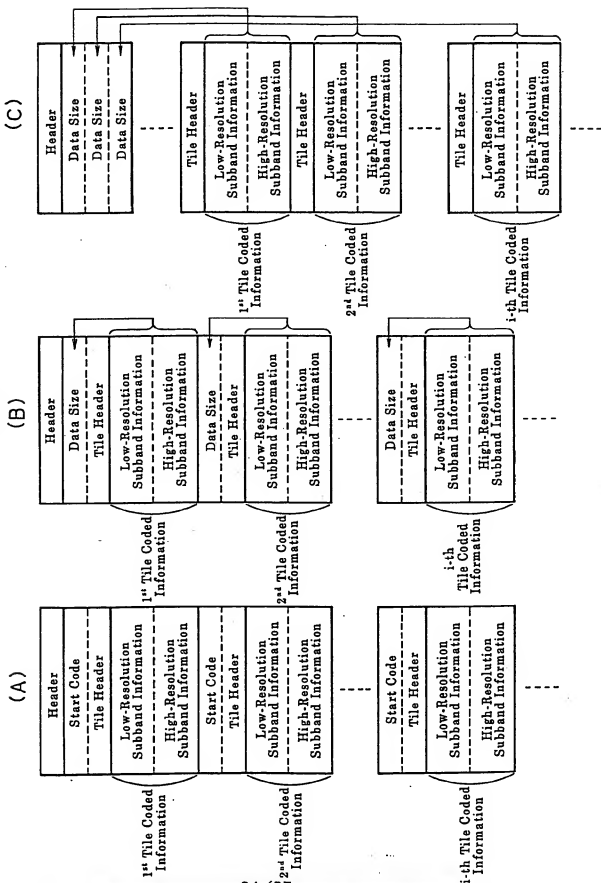 (A)
Header
Start Code
Tile Header
Low-Resolution
Subband Information
High-Resolution
Subband Information
Start Code
Tile Header
Low-Resolution
Subband Information
High-Resolution
Subband Information
Start Code
Tile Header
Low-Resolution
Subband Information
High-Resolution
Subband Information
1st Tile Coded
Information
2nd Tile Coded
Information
i-th Tile Coded
Information
(B)
Header
Data Size
Tile Header
Low-Resolution
Subband Information
High-Resolution
Subband Information
Data Size
Tile Header
Low-Resolution
Subband Information
High-Resolution
Subband Information
Data Size
Tile Header
Low-Resolution
Subband Information
High-Resolution
Subband Information
1st Tile Coded
Information
2nd Tile Coded
Information
i-th
Tile Coded
Information
(C)
Header
Data Size
Data Size
Data Size
Tile Header
Low-Resolution
Subband Information
High-Resolution
Subband Information
Tile Header
Low-Resolution
Subband Information
High-Resolution
Subband Information
Tile Header
Low-Resolution
Subband Information
High-Resolution
Subband Information
1st Tile Coded
Information
2nd Tile Coded
Information
i-th Tile Coded
Information